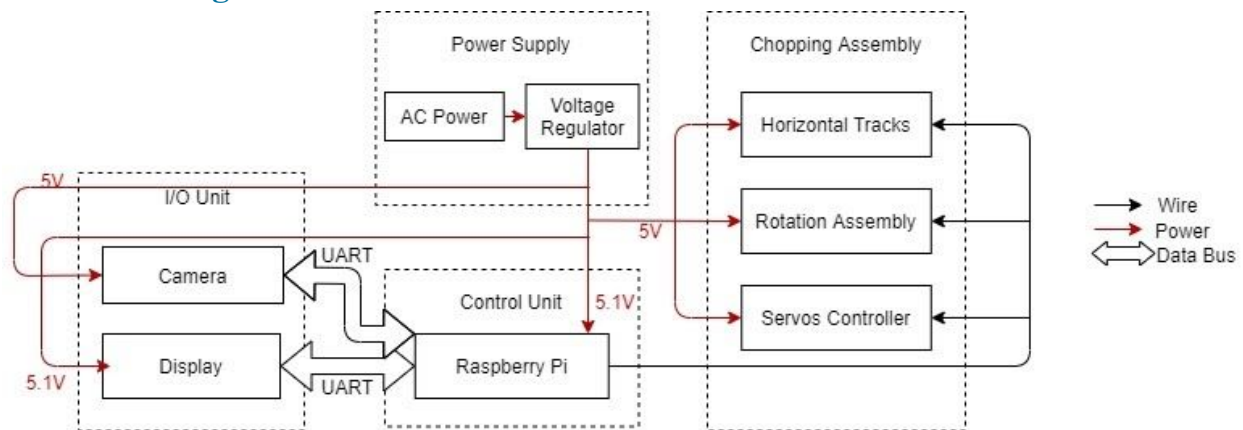 Power Supply
Chopping Assembly
AC Power
Voltage
Regulator
Horizontal Tracks
5V
I/O Unit
5V
Rotation Assembly
Wire
Power
Data Bus
UART
Camera
Control Unit
5.1V
Servos Controller
Display
Raspberry Pi
5.1V
UART